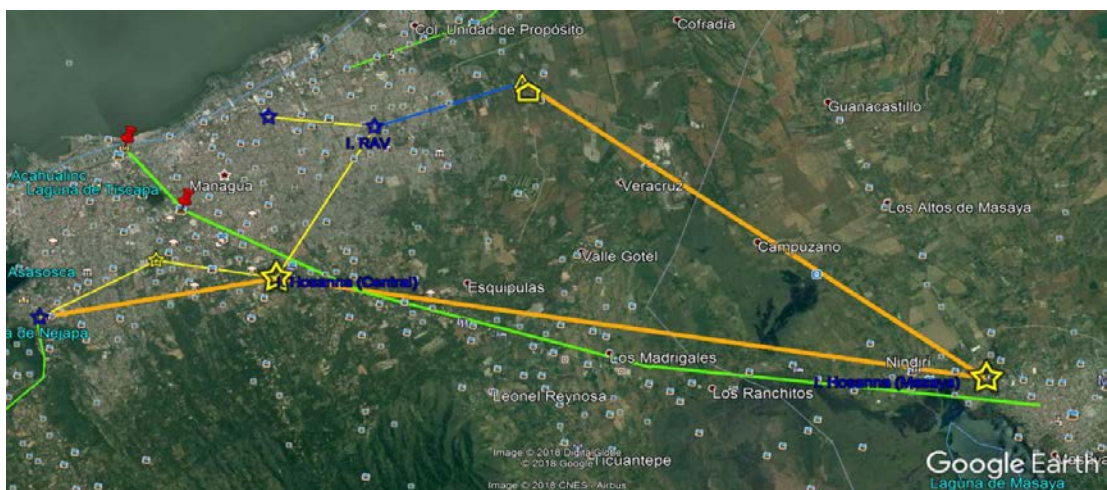 Col. Unidad de Propósito
Cofradia
Guanacastillo
I. RAV
Acahualinc
Laguna de Tiscapa
Managua
Veracruz
Los Altos de Masaya
Campuzano
Valle Gotel
Asasosca
Hosanna (Central)
Esquipulas
a de Nejapa
Los Madrigales
Nindirí
I. Hosanna (Masaya)
Leonel Reynosa
Los Ranchitos
Image © 2018 DigitalGlobe
© 2018 Google
Ticuantepe
Image © 2018 CNES - Airbus
Google Earth
Laguna de Masaya